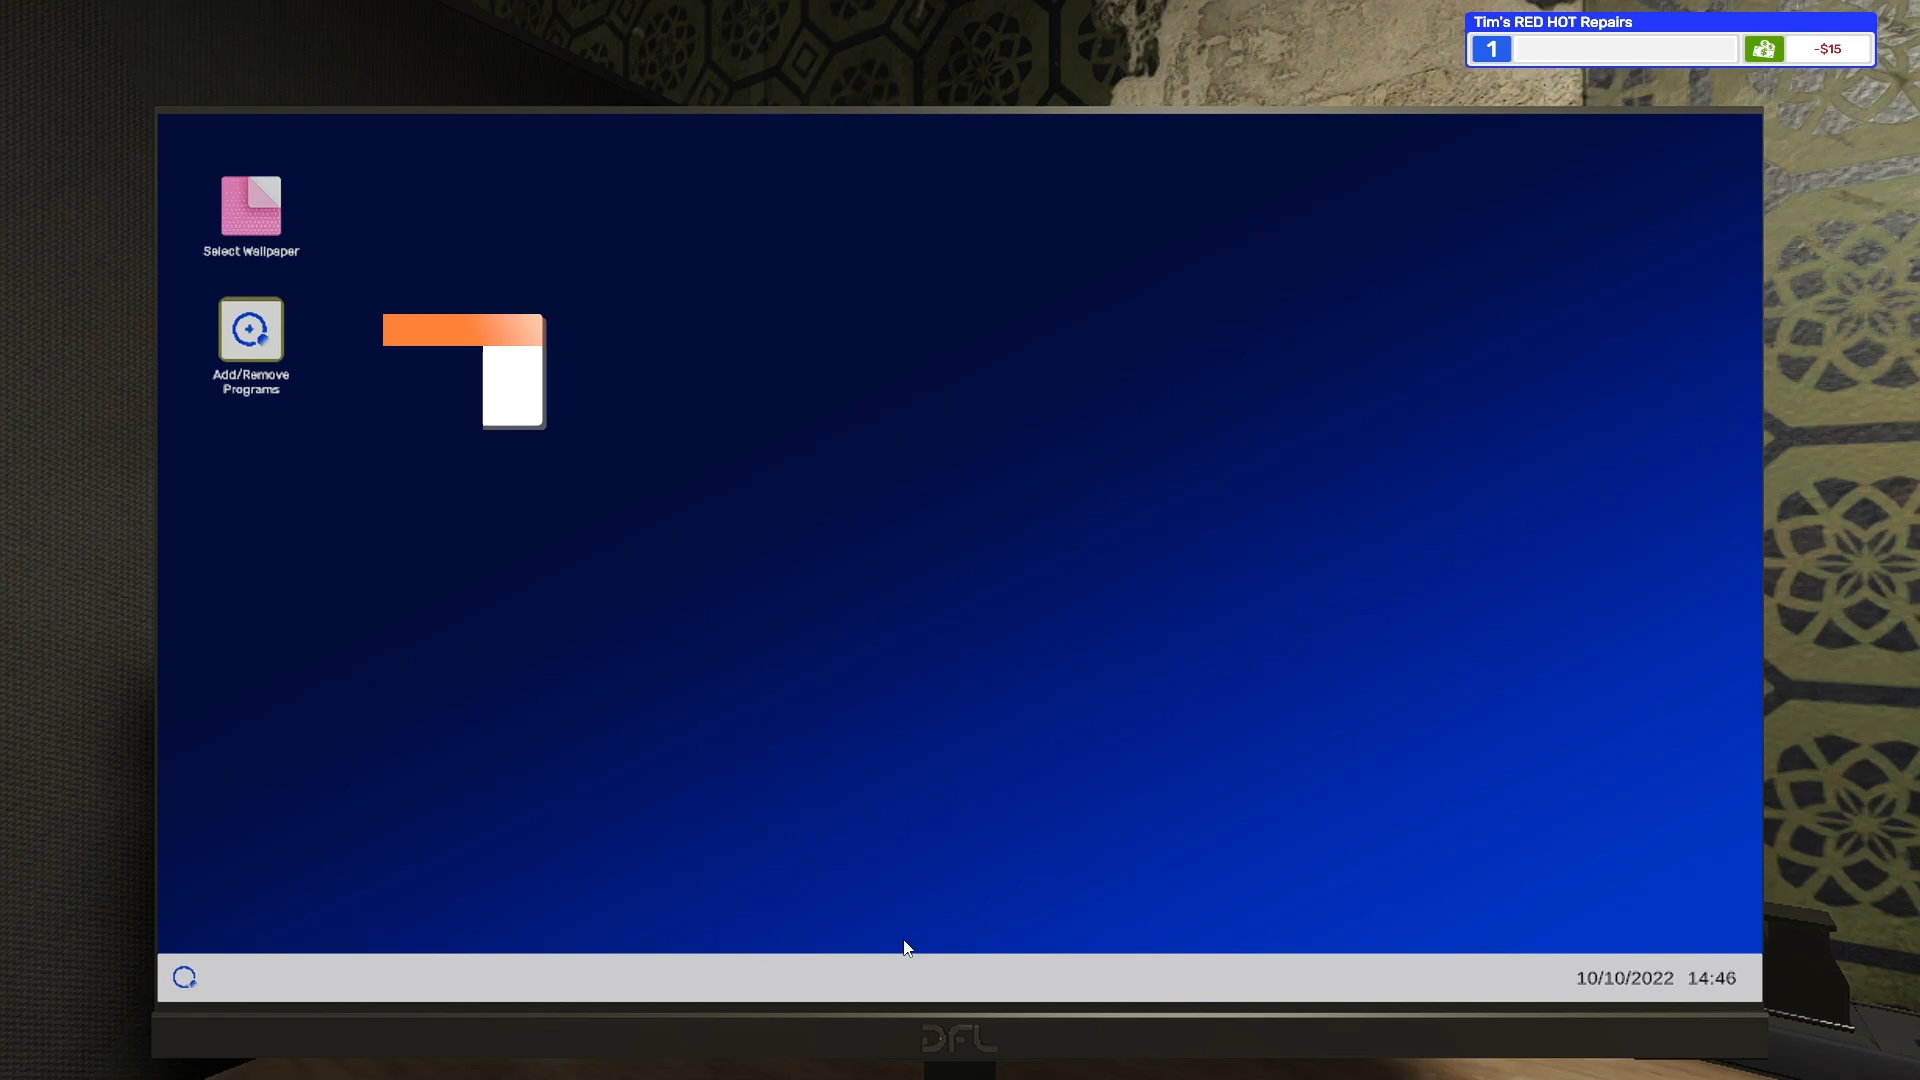 Tim's RED HOT Repairs
1
-$15
Select Wallpaper
Add/Remove
Programs
10/10/2022 14:46
DFL